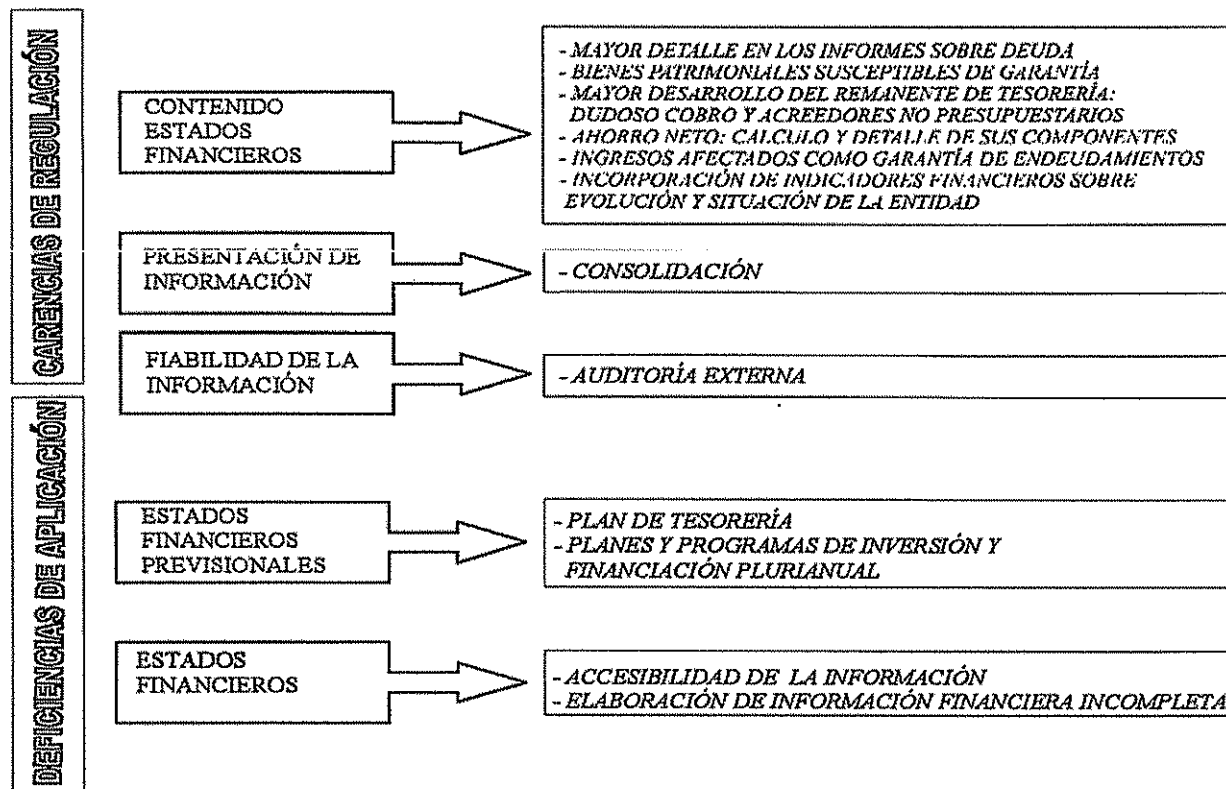 CARENCIAS DE REGULACIÓN
CONTENIDO
ESTADOS
FINANCIEROS
- MAYOR DETALLE EN LOS INFORMES SOBRE DEUDA
- BIENES PATRIMONIALES SUSCEPTIBLES DE GARANTÍA
- MAYOR DESARROLLO DEL REMANENTE DE TESORERÍA:
DUDOSO COBRO Y ACREEDORES NO PRESUPUESTARIOS
- AHORRO NETO: CALCULO Y DETALLE DE SUS COMPONENTES
- INGRESOS AFECTADOS COMO GARANTÍA DE ENDEUDAMIENTOS
- INCORPORACIÓN DE INDICADORES FINANCIEROS SOBRE
EVOLUCIÓN Y SITUACIÓN DE LA ENTIDAD
PRESENTACIÓN DE
INFORMACIÓN
- CONSOLIDACIÓN
FIABILIDAD DE LA
INFORMACIÓN
- AUDITORÍA EXTERNA
DEFICIENCIAS DE APLICACIÓN
ESTADOS
FINANCIEROS
PREVISIONALES
- PLAN DE TESORERÍA
- PLANES Y PROGRAMAS DE INVERSIÓN Y
FINANCIACIÓN PLURIANUAL
ESTADOS
FINANCIEROS
- ACCESIBILIDAD DE LA INFORMACIÓN
- ELABORACIÓN DE INFORMACIÓN FINANCIERA INCOMPLETA